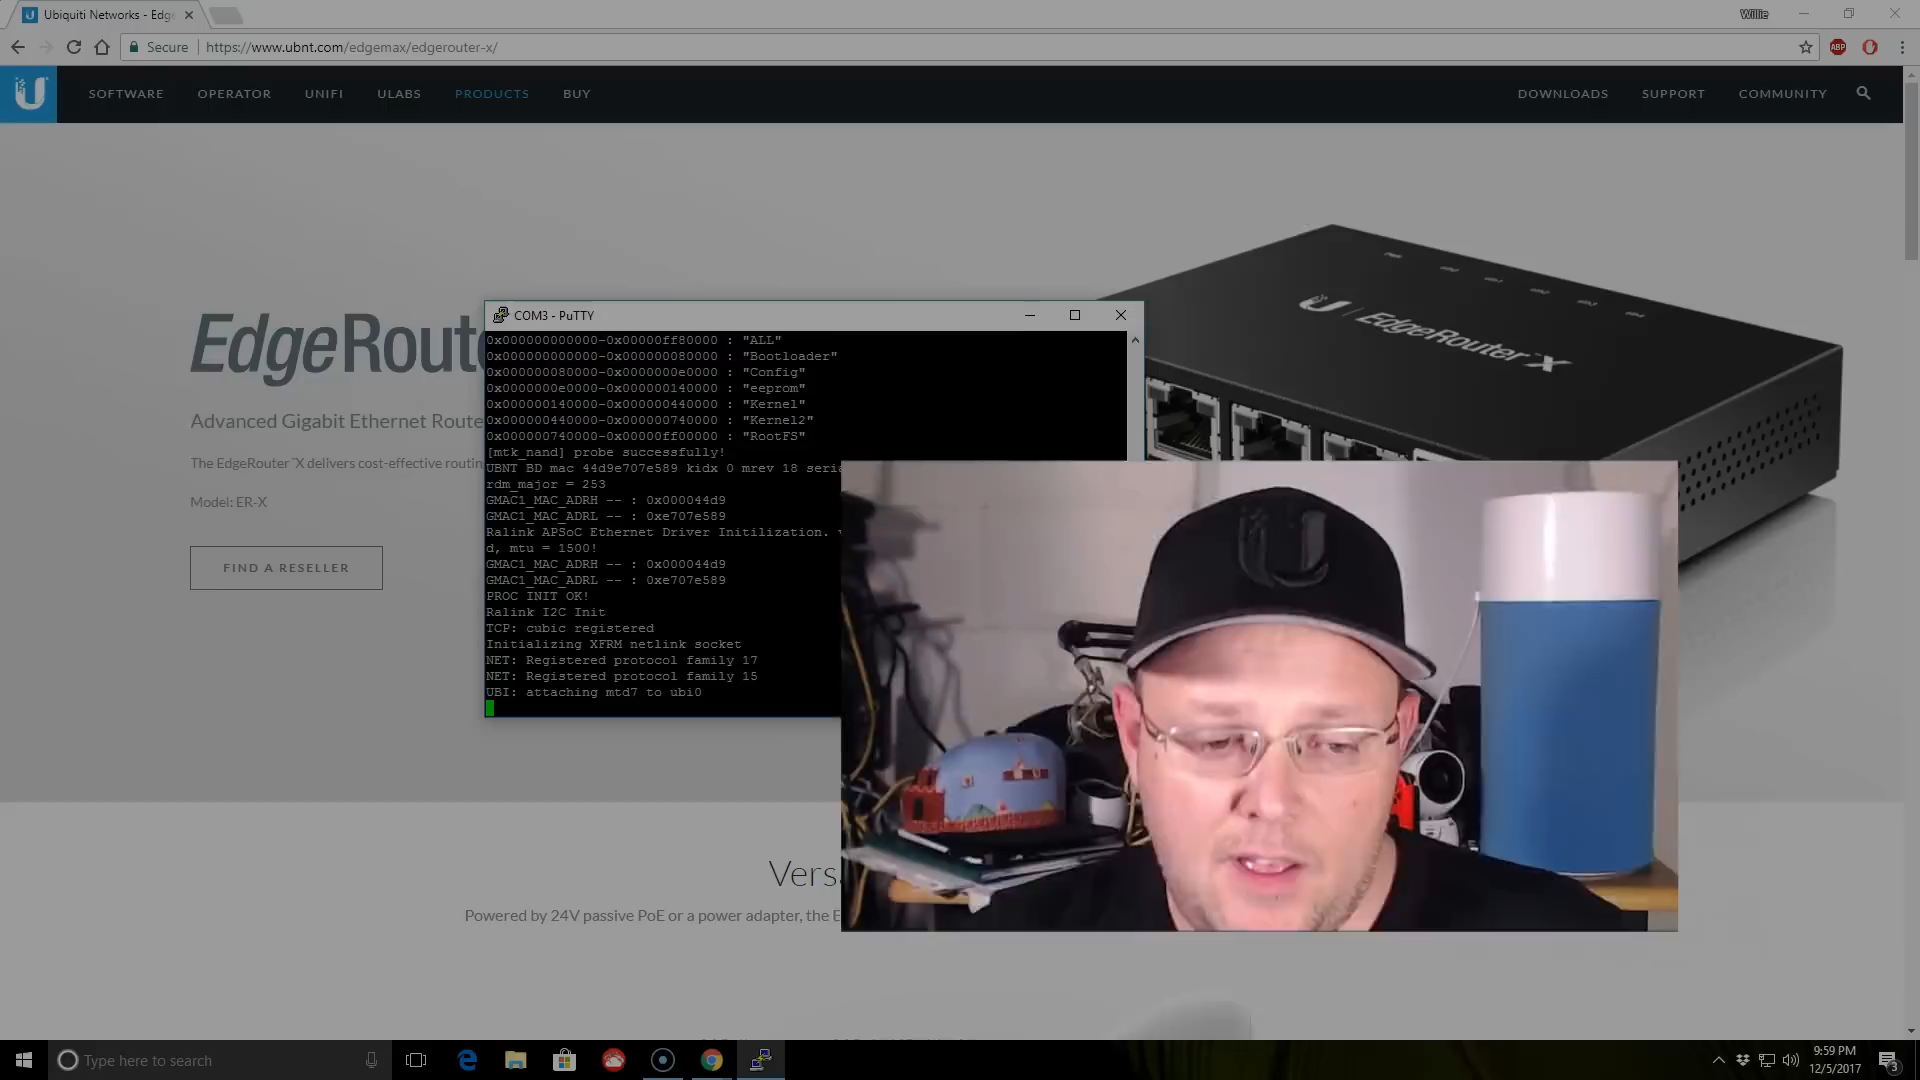 Ubiquiti Networks - Edg
Willie
Secure
https://www.ubnt.com/edgemax/edgerouter-x/
ABP
SOFTWARE
OPERATOR
UNIFI
ULABS
PRODUCTS
BUY
DOWNLOADS
SUPPORT
COMMUNITY
EdgeRout
Advanced Gigabit Ethernet Route
The EdgeRouter™X delivers cost-effective routin
Model: ER-X
FIND A RESELLER
U | EdgeRouter™X
COM3 - PuTTY
0x000000000000-0x00000ff80000 : "ALL"
0x000000000000-0x000000080000 : "Bootloader"
0x000000080000-0x0000000e0000 : "Config"
0x0000000e0000-0x000000140000 : "eeprom"
0x000000140000-0x000000440000 : "Kernel"
0x000000440000-0x000000740000 : "Kernel2"
0x000000740000-0x00000ff00000 : "RootFS"
[mtk_nand] probe successfully!
UBNT BD mac 44d9e707e589 kidx 0 mrev 18 seria
rdm_major = 253
GMAC1_MAC_ADRH -- : 0x000044d9
GMAC1_MAC_ADRL -- : 0xe707e589
Ralink APSoC Ethernet Driver Initilization.
d, mtu = 1500!
GMAC1_MAC_ADRH -- : 0x000044d9
GMAC1_MAC_ADRL -- : 0xe707e589
PROC INIT OK!
Ralink I2C Init
TCP: cubic registered
Initializing XFRM netlink socket
NET: Registered protocol family 17
NET: Registered protocol family 15
UBI: attaching mtd7 to ubi0
Versa
Powered by 24V passive PoE or a power adapter, the E
Type here to search
9:59 PM
12/5/2017
3